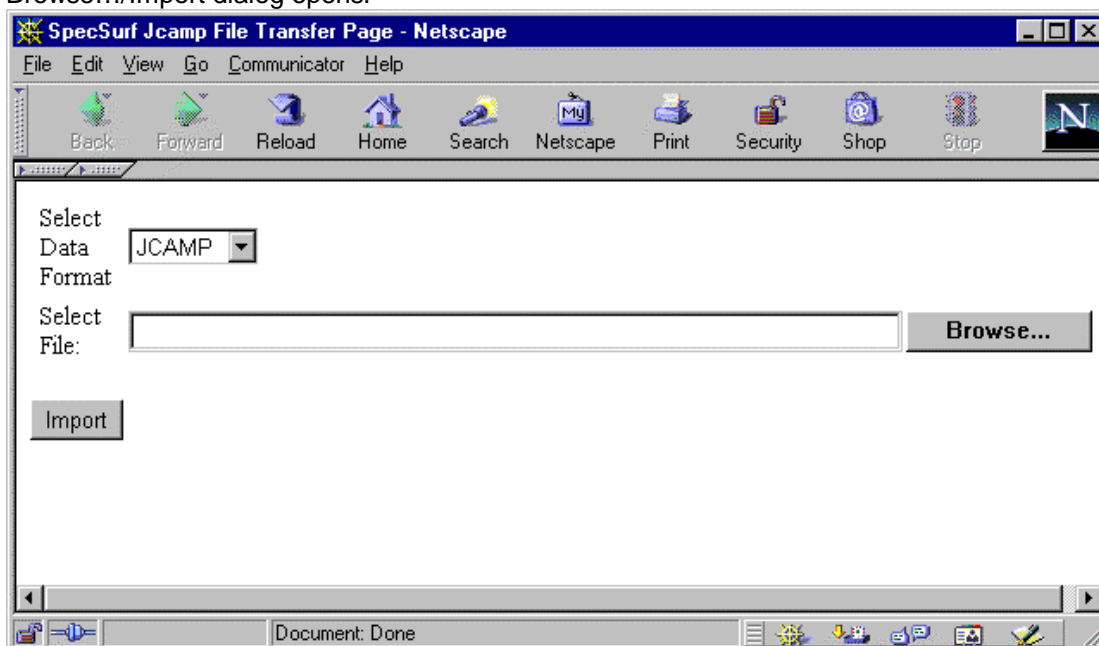 Browse.../Import dialog opens.
SpecSurf Jcamp File Transfer Page - Netscape
File Edit View Go Communicator Help
Back Forward Reload Home Search Netscape Print Security Shop Stop
My
N
Select
Data
Format
JCAMP
Select
File:
Browse...
Import
Document: Done